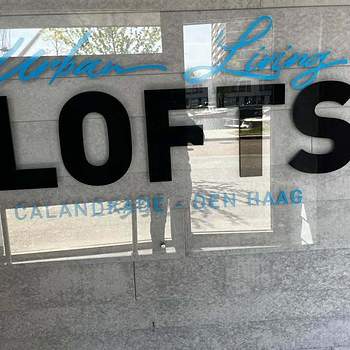 Urban Living
LOFTS
CALANDKADE - DEN HAAG